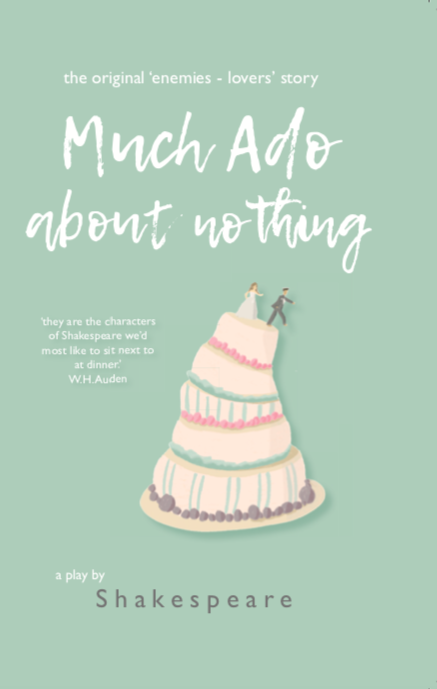 the original 'enemies - lovers' story
Much Ado
about nothing
'they are the characters
of Shakespeare we'd
most like to sit next to
at dinner.'
W.H.Auden
a play by
Shakespeare